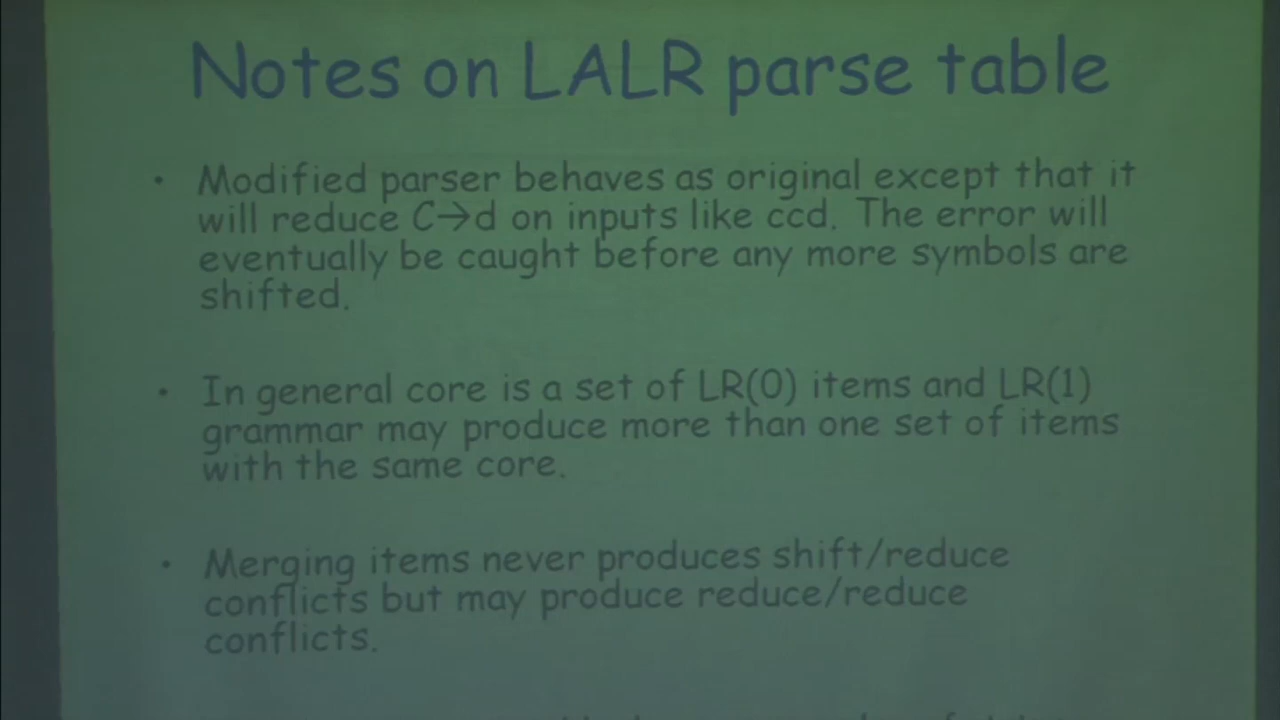 Notes on LALR parse table
• Modified parser behaves as original except that it
will reduce C→d on inputs like ccd. The error will
eventually be caught before any more symbols are
shifted.
• In general core is a set of LR(0) items and LR(1)
grammar may produce more than one set of items
with the same core.
• Merging items never produces shift/reduce
conflicts but may produce reduce/reduce
conflicts.